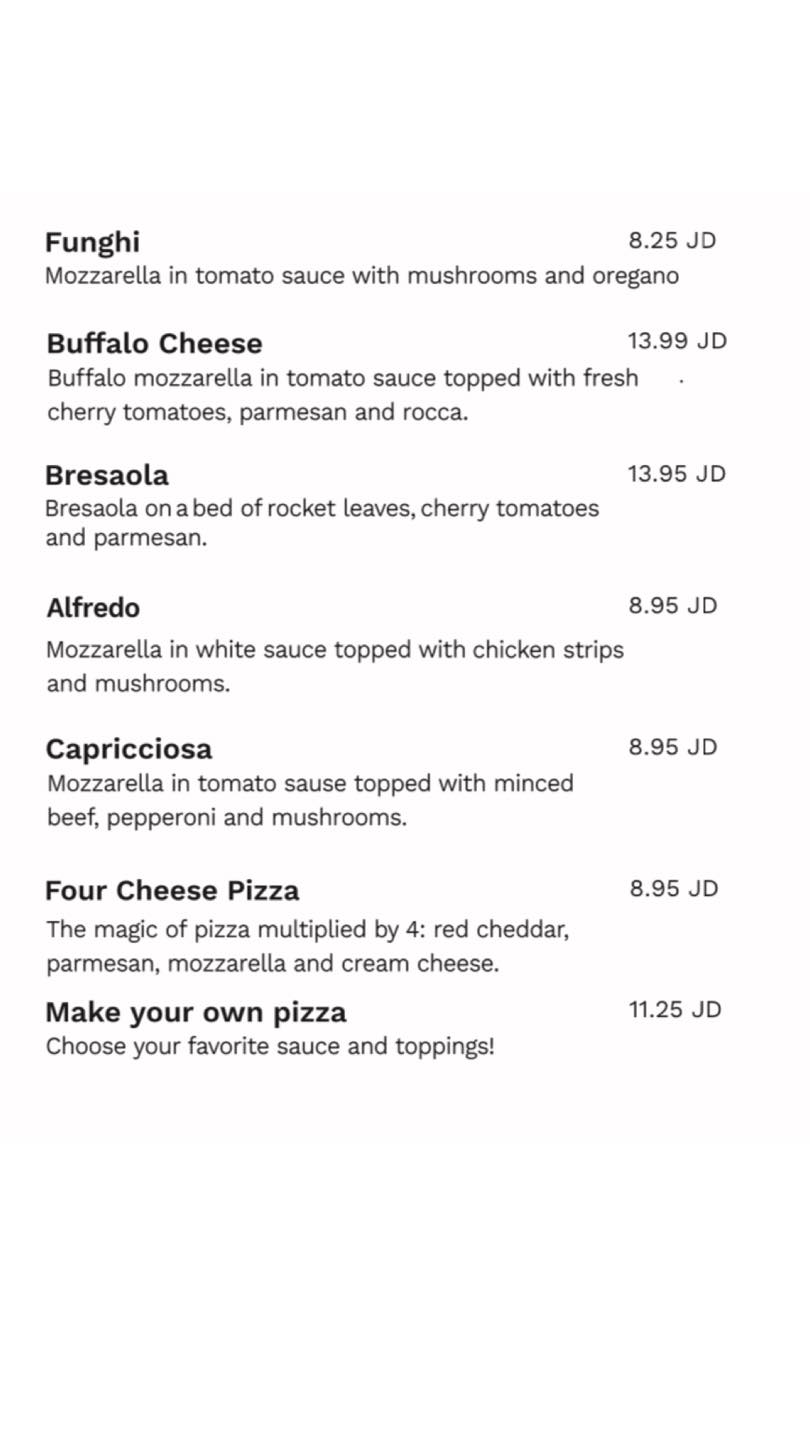 Funghi 8.25 JD
Mozzarella in tomato sauce with mushrooms and oregano
Buffalo Cheese 13.99 JD
Buffalo mozzarella in tomato sauce topped with fresh
cherry tomatoes, parmesan and rocca.
Bresaola 13.95 JD
Bresaola on a bed of rocket leaves, cherry tomatoes
and parmesan.
Alfredo 8.95 JD
Mozzarella in white sauce topped with chicken strips
and mushrooms.
Capricciosa 8.95 JD
Mozzarella in tomato sause topped with minced
beef, pepperoni and mushrooms.
Four Cheese Pizza 8.95 JD
The magic of pizza multiplied by 4: red cheddar,
parmesan, mozzarella and cream cheese.
Make your own pizza 11.25 JD
Choose your favorite sauce and toppings!